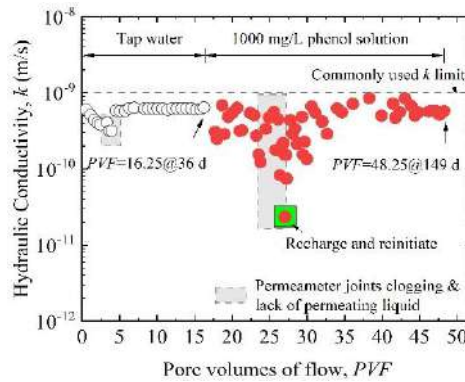 Tap water
1000 mg/L phenol solution
Commonly used k limit
PVF=16.25@36 d
PVF=48.25@149 d
Recharge and reinitiate
Permeameter joints clogging &
lack of permeating liquid
10⁻⁸
10⁻⁹
10⁻¹⁰
10⁻¹¹
10⁻¹²
Hydraulic Conductivity, k (m/s)
0 5 10 15 20 25 30 35 40 45 50
Pore volumes of flow, PVF